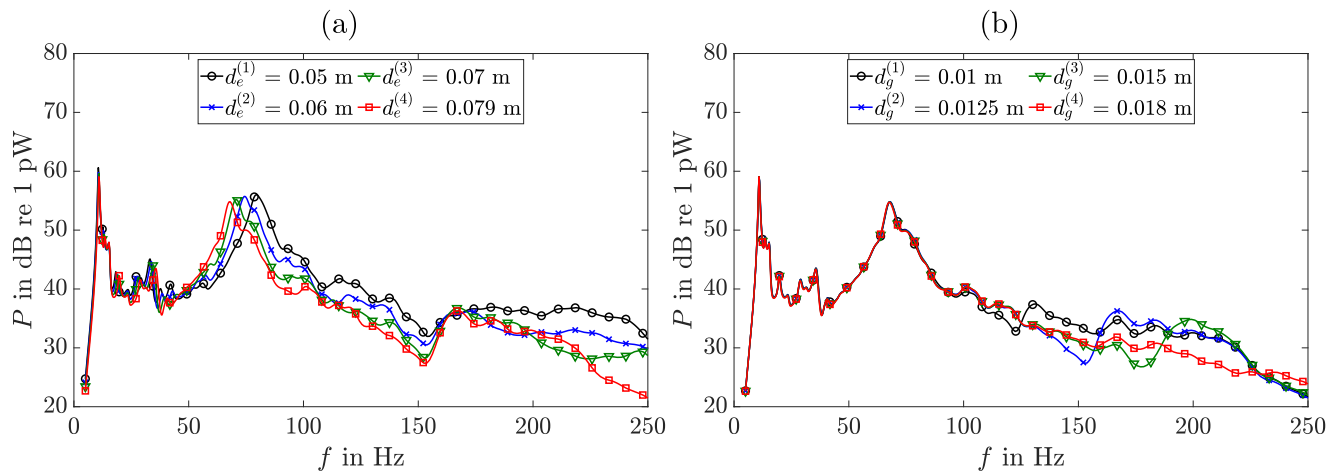 (a)
P in dB re 1 pW
80
70
60
50
40
30
20
d_e^(1) = 0.05 m d_e^(3) = 0.07 m
d_e^(2) = 0.06 m d_e^(4) = 0.079 m
0 50 100 150 200 250
f in Hz
(b)
P in dB re 1 pW
80
70
60
50
40
30
20
d_g^(1) = 0.01 m d_g^(3) = 0.015 m
d_g^(2) = 0.0125 m d_g^(4) = 0.018 m
0 50 100 150 200 250
f in Hz